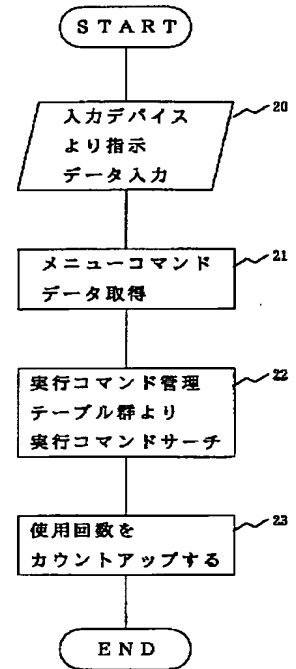 START
入力デバイス
より指示
データ入力
20
メニューコマンド
データ取得
21
実行コマンド管理
テーブル群より
実行コマンドサーチ
22
使用回数を
カウントアップする
23
END